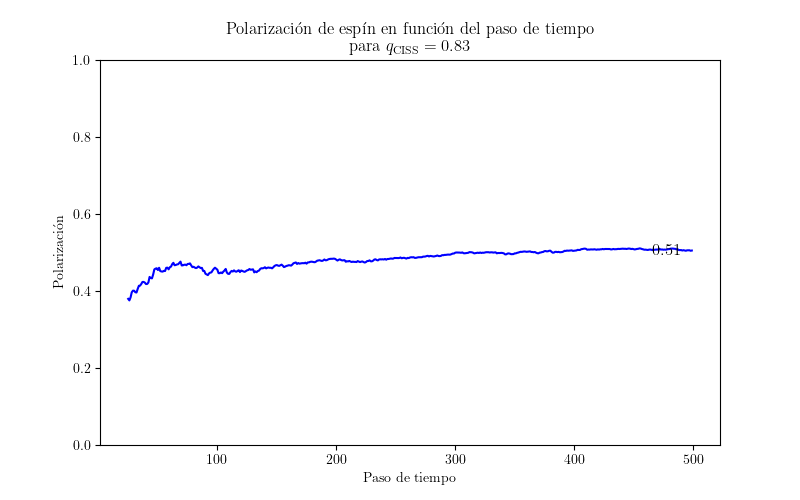 Polarización de espín en función del paso de tiempo
para q_CISS = 0.83
1.0
0.8
0.6
0.4
0.2
0.0
Polarización
0.51
100 200 300 400 500
Paso de tiempo